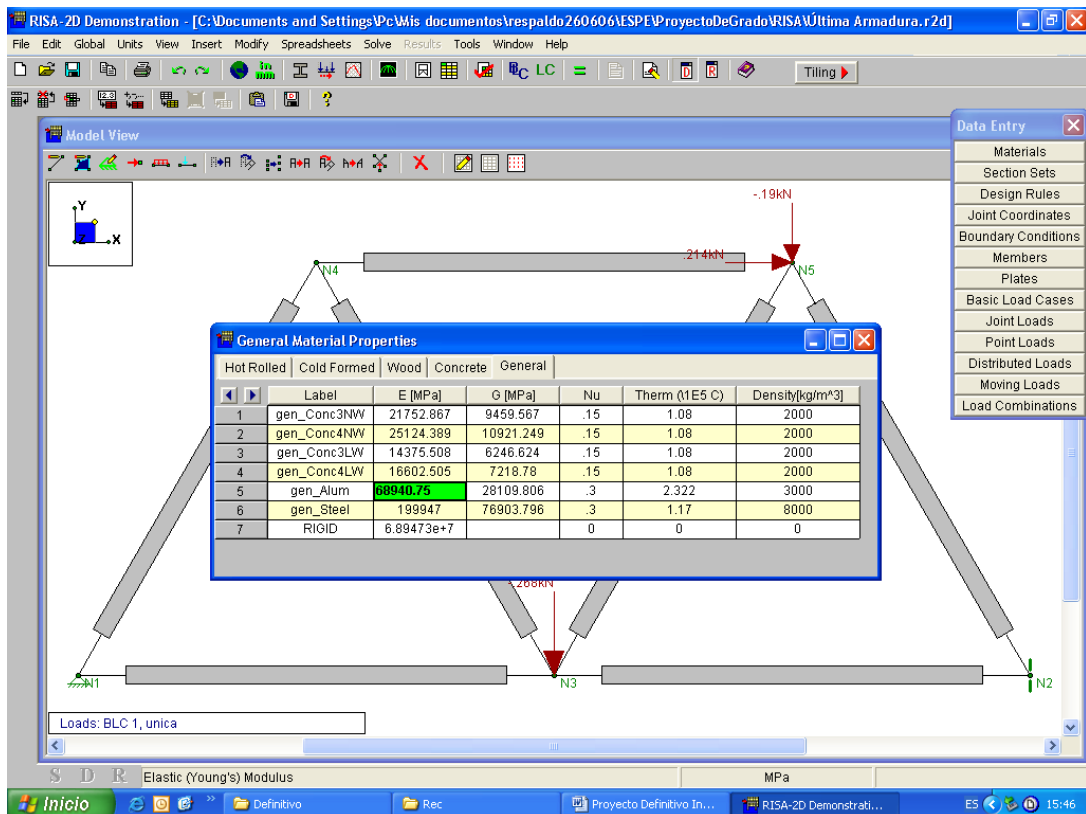 RISA-2D Demonstration - [C:\Documents and Settings\Pc\Mis documentos\respaldo260606\ESPE\ProyectoDeGrado\RISA\Última Armadura.r2d]
File Edit Global Units View Insert Modify Spreadsheets Solve Results Tools Window Help
BC LC = D R Tiling
Model View
Data Entry
Materials
Section Sets
Design Rules
Joint Coordinates
Boundary Conditions
Members
Plates
Basic Load Cases
Joint Loads
Point Loads
Distributed Loads
Moving Loads
Load Combinations
Y
Z X
-.19kN
.214kN
N4
N5
General Material Properties
Hot Rolled Cold Formed Wood Concrete General
Label E [MPa] G [MPa] Nu Therm (\1E5 C) Density[kg/m^3]
1 gen_Conc3NW 21752.867 9459.567 .15 1.08 2000
2 gen_Conc4NW 25124.389 10921.249 .15 1.08 2000
3 gen_Conc3LW 14375.508 6246.624 .15 1.08 2000
4 gen_Conc4LW 16602.505 7218.78 .15 1.08 2000
5 gen_Alum 68940.75 28109.806 .3 2.322 3000
6 gen_Steel 199947 76903.796 .3 1.17 8000
7 RIGID 6.89473e+7 0 0 0
-.268kN
N1
N3
N2
Loads: BLC 1, unica
S D R Elastic (Young's) Modulus MPa
Inicio » Definitivo Rec Proyecto Definitivo In... RISA-2D Demonstrati... ES 15:46